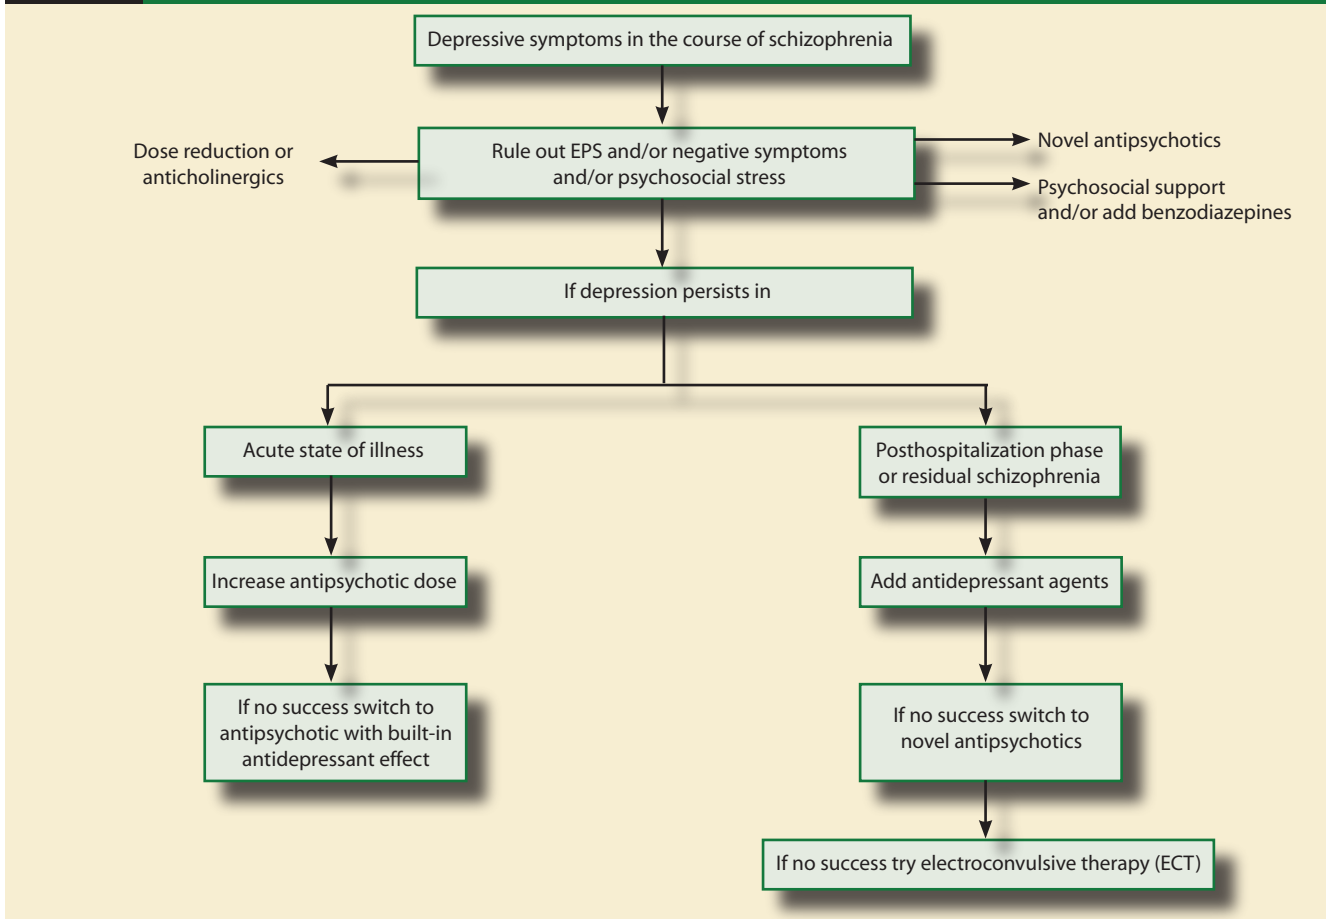 Depressive symptoms in the course of schizophrenia
Dose reduction or
anticholinergics
Rule out EPS and/or negative symptoms
and/or psychosocial stress
Novel antipsychotics
Psychosocial support
and/or add benzodiazepines
If depression persists in
Acute state of illness
Posthospitalization phase
or residual schizophrenia
Increase antipsychotic dose
Add antidepressant agents
If no success switch to
antipsychotic with built-in
antidepressant effect
If no success switch to
novel antipsychotics
If no success try electroconvulsive therapy (ECT)